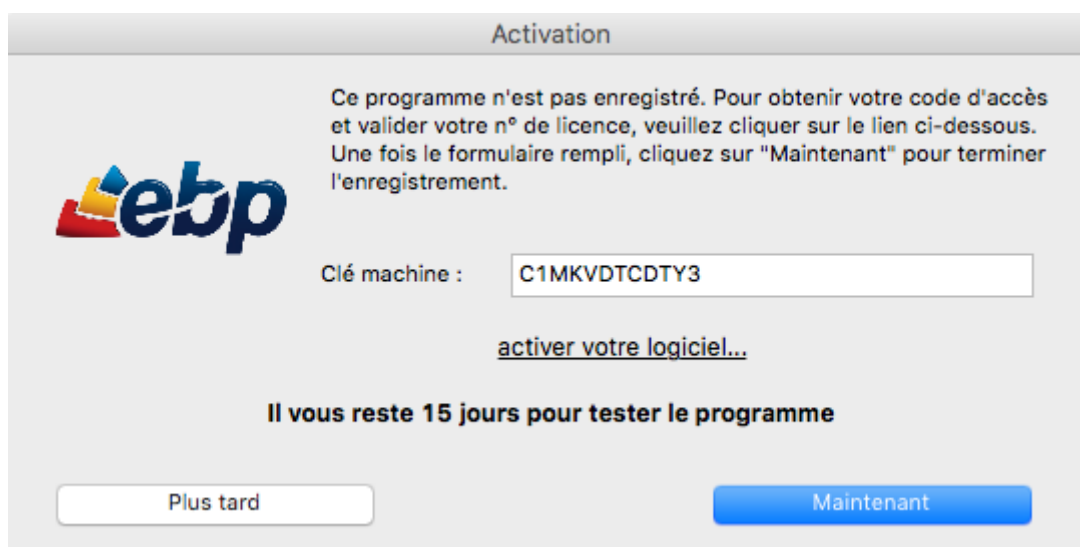 Activation
Ce programme n'est pas enregistré. Pour obtenir votre code d'accès
et valider votre n° de licence, veuillez cliquer sur le lien ci-dessous.
Une fois le formulaire rempli, cliquez sur "Maintenant" pour terminer
l'enregistrement.
ebp
Clé machine : C1MKVDTCDTY3
activer votre logiciel...
Il vous reste 15 jours pour tester le programme
Plus tard Maintenant